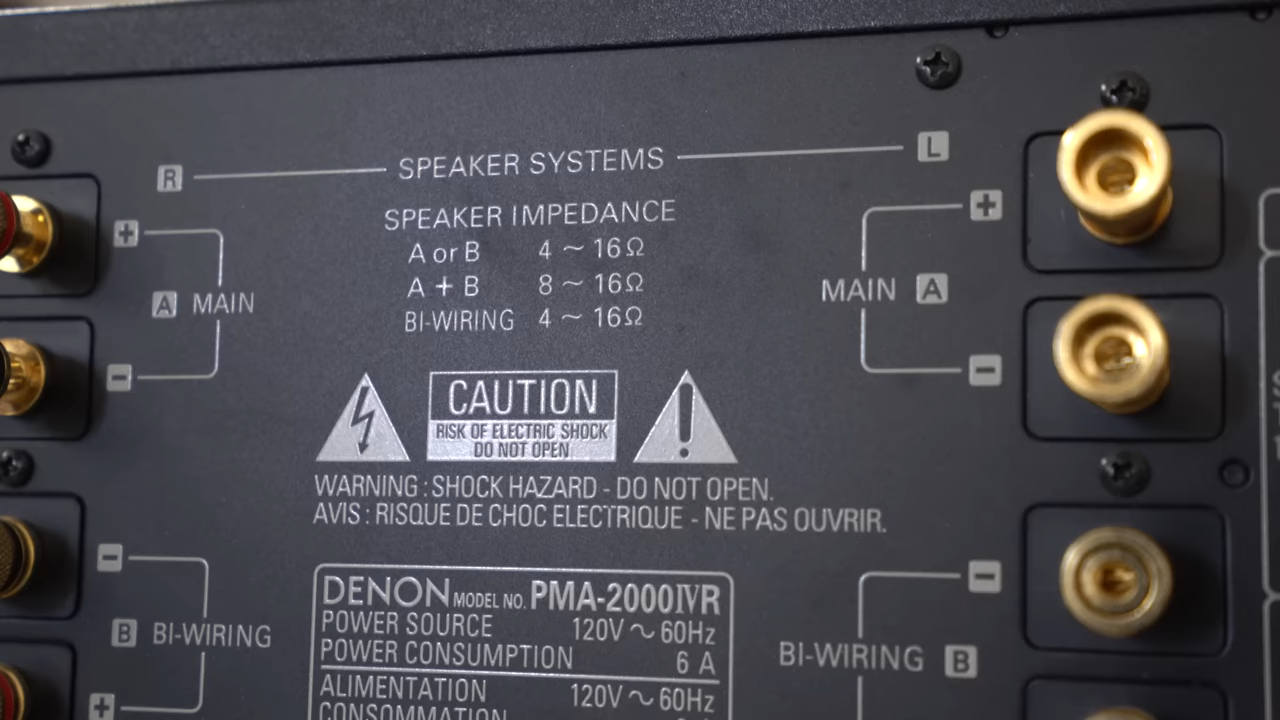 R SPEAKER SYSTEMS L
SPEAKER IMPEDANCE
A or B 4 ~ 16Ω
A + B 8 ~ 16Ω
BI-WIRING 4 ~ 16Ω
+
A MAIN
−
+
MAIN A
−
CAUTION
RISK OF ELECTRIC SHOCK
DO NOT OPEN
WARNING : SHOCK HAZARD - DO NOT OPEN.
AVIS : RISQUE DE CHOC ELECTRIQUE - NE PAS OUVRIR.
−
B BI-WIRING
+
−
BI-WIRING B
DENON MODEL NO. PMA-2000IVR
POWER SOURCE 120V ~ 60Hz
POWER CONSUMPTION 6 A
ALIMENTATION 120V ~ 60Hz
CONSOMMATION